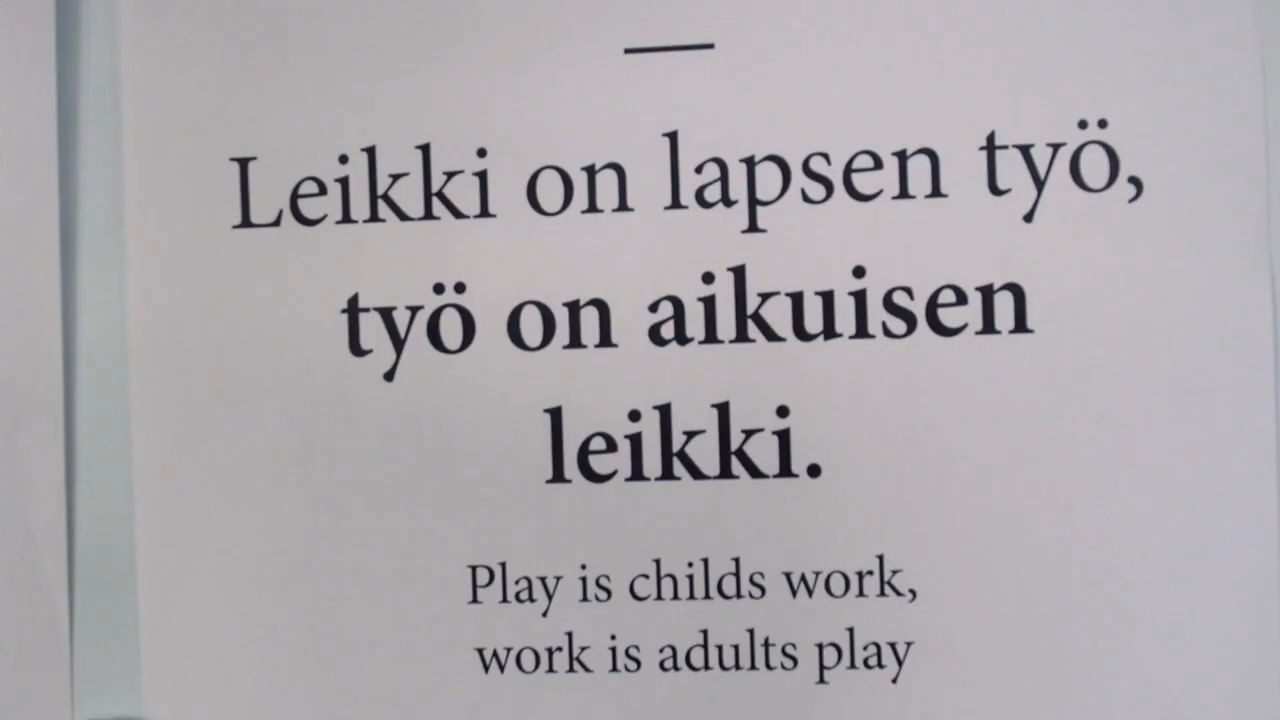 Leikki on lapsen työ,
työ on aikuisen
leikki.
Play is childs work,
work is adults play